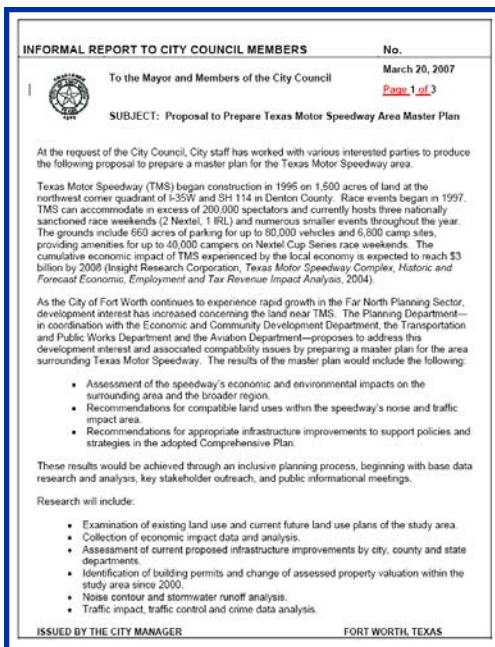 INFORMAL REPORT TO CITY COUNCIL MEMBERS No.
To the Mayor and Members of the City Council
March 20, 2007
Page 1 of 3
SUBJECT: Proposal to Prepare Texas Motor Speedway Area Master Plan
At the request of the City Council, City staff has worked with various interested parties to produce
the following proposal to prepare a master plan for the Texas Motor Speedway area.
Texas Motor Speedway (TMS) began construction in 1995 on 1,500 acres of land at the
northwest corner quadrant of I-35W and SH 114 in Denton County. Race events began in 1997.
TMS can accommodate in excess of 200,000 spectators and currently hosts three nationally
sanctioned race weekends (2 Nextel, 1 IRL) and numerous smaller events throughout the year.
The grounds include 660 acres of parking for up to 80,000 vehicles and 6,800 camp sites,
providing amenities for up to 40,000 campers on Nextel Cup Series race weekends. The
cumulative economic impact of TMS experienced by the local economy is expected to reach $3
billion by 2008 (Insight Research Corporation, Texas Motor Speedway Complex, Historic and
Forecast Economic, Employment and Tax Revenue Impact Analysis, 2004).
As the City of Fort Worth continues to experience rapid growth in the Far North Planning Sector,
development interest has increased concerning the land near TMS. The Planning Department—
in coordination with the Economic and Community Development Department, the Transportation
and Public Works Department and the Aviation Department—proposes to address this
development interest and associated compatibility issues by preparing a master plan for the area
surrounding Texas Motor Speedway. The results of the master plan would include the following:
• Assessment of the speedway's economic and environmental impacts on the
surrounding area and the broader region.
• Recommendations for compatible land uses within the speedway's noise and traffic
impact area.
• Recommendations for appropriate infrastructure improvements to support policies and
strategies in the adopted Comprehensive Plan.
These results would be achieved through an inclusive planning process, beginning with base data
research and analysis, key stakeholder outreach, and public informational meetings.
Research will include:
• Examination of existing land use and current future land use plans of the study area.
• Collection of economic impact data and analysis.
• Assessment of current proposed infrastructure improvements by city, county and state
departments.
• Identification of building permits and change of assessed property valuation within the
study area since 2000.
• Noise contour and stormwater runoff analysis.
• Traffic impact, traffic control and crime data analysis.
ISSUED BY THE CITY MANAGER FORT WORTH, TEXAS